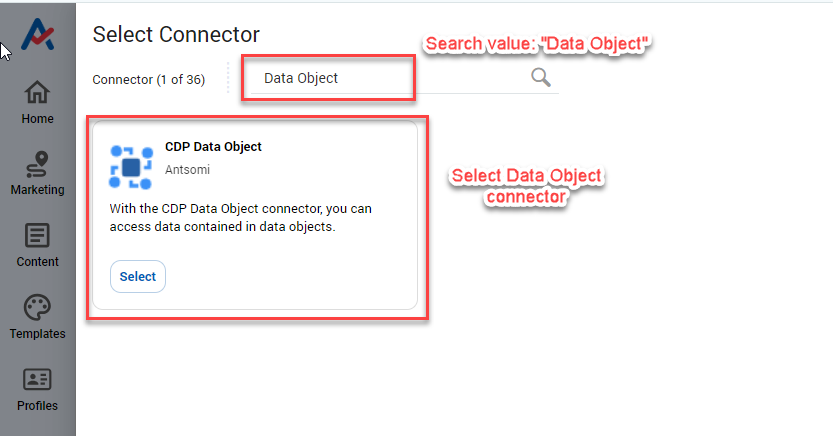 Select Connector
Search value: "Data Object"
Connector (1 of 36)
Data Object
Home
CDP Data Object
Antsomi
Marketing
Select Data Object
connector
With the CDP Data Object connector, you can
access data contained in data objects.
Content
Select
Templates
Profiles